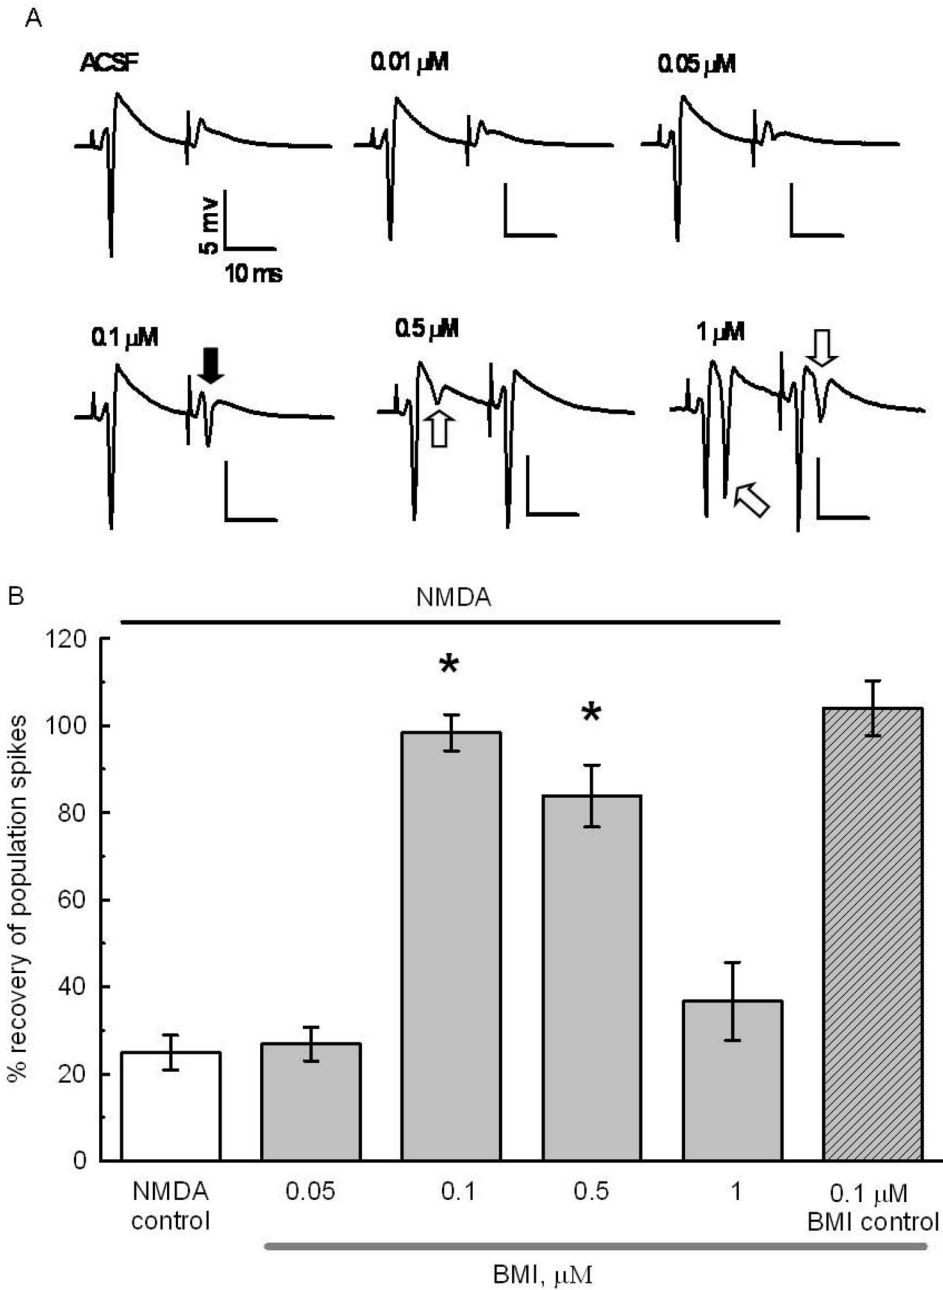 A
ACSF
0.01 μM
0.05 μM
5 mv
10 ms
0.1 μM
0.5 μM
1 μM
B
NMDA
% recovery of population spikes
120
100
80
60
40
20
0
*
*
NMDA control
0.05
0.1
0.5
1
0.1 μM
BMI control
BMI, μM